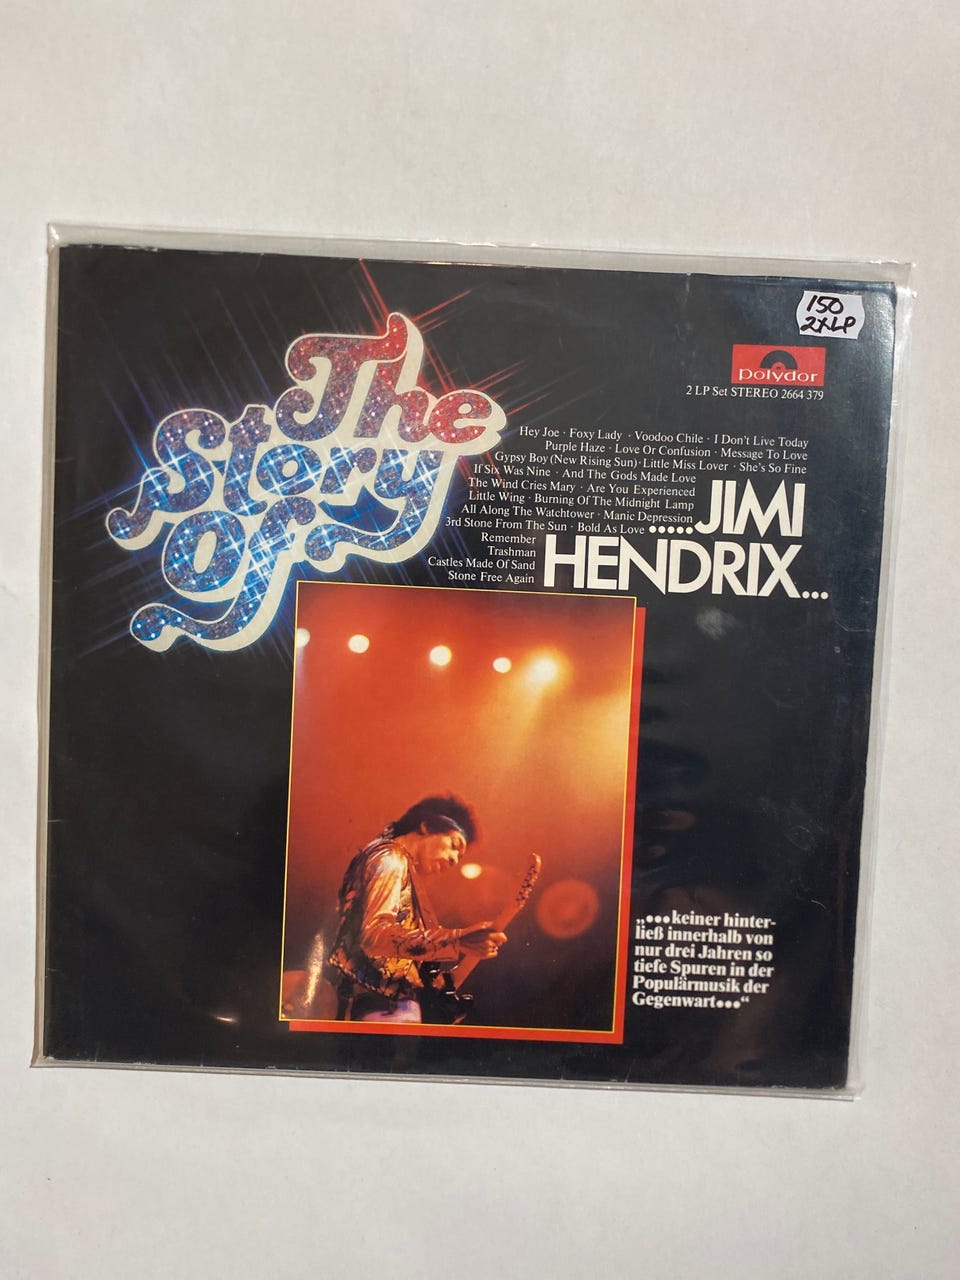 150
2xLP
The
Story
Of
polydor
2 LP Set STEREO 2664 379
Hey Joe · Foxy Lady · Voodoo Chile · I Don't Live Today
Purple Haze · Love Or Confusion · Message To Love
Gypsy Boy (New Rising Sun) · Little Miss Lover · She's So Fine
If Six Was Nine · And The Gods Made Love
The Wind Cries Mary · Are You Experienced
Little Wing · Burning Of The Midnight Lamp
All Along The Watchtower · Manic Depression
3rd Stone From The Sun · Bold As Love
Remember
Trashman
Castles Made Of Sand
Stone Free Again
.....JIMI
HENDRIX...
„...keiner hinter-
ließ innerhalb von
nur drei Jahren so
tiefe Spuren in der
Populärmusik der
Gegenwart..."